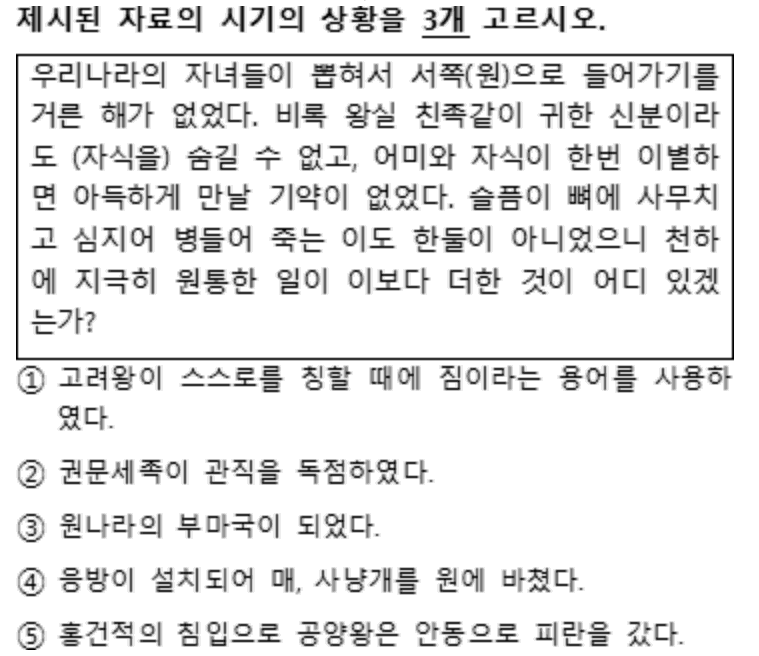 제시된 자료의 시기의 상황을 3개 고르시오.
우리나라의 자녀들이 뽑혀서 서쪽(원)으로 들어가기를
거른 해가 없었다. 비록 왕실 친족같이 귀한 신분이라
도 (자식을) 숨길 수 없고, 어미와 자식이 한번 이별하
면 아득하게 만날 기약이 없었다. 슬픔이 뼈에 사무치
고 심지어 병들어 죽는 이도 한둘이 아니었으니 천하
에 지극히 원통한 일이 이보다 더한 것이 어디 있겠
는가?
① 고려왕이 스스로를 칭할 때에 짐이라는 용어를 사용하
였다.
② 권문세족이 관직을 독점하였다.
③ 원나라의 부마국이 되었다.
④ 응방이 설치되어 매, 사냥개를 원에 바쳤다.
⑤ 홍건적의 침입으로 공양왕은 안동으로 피란을 갔다.